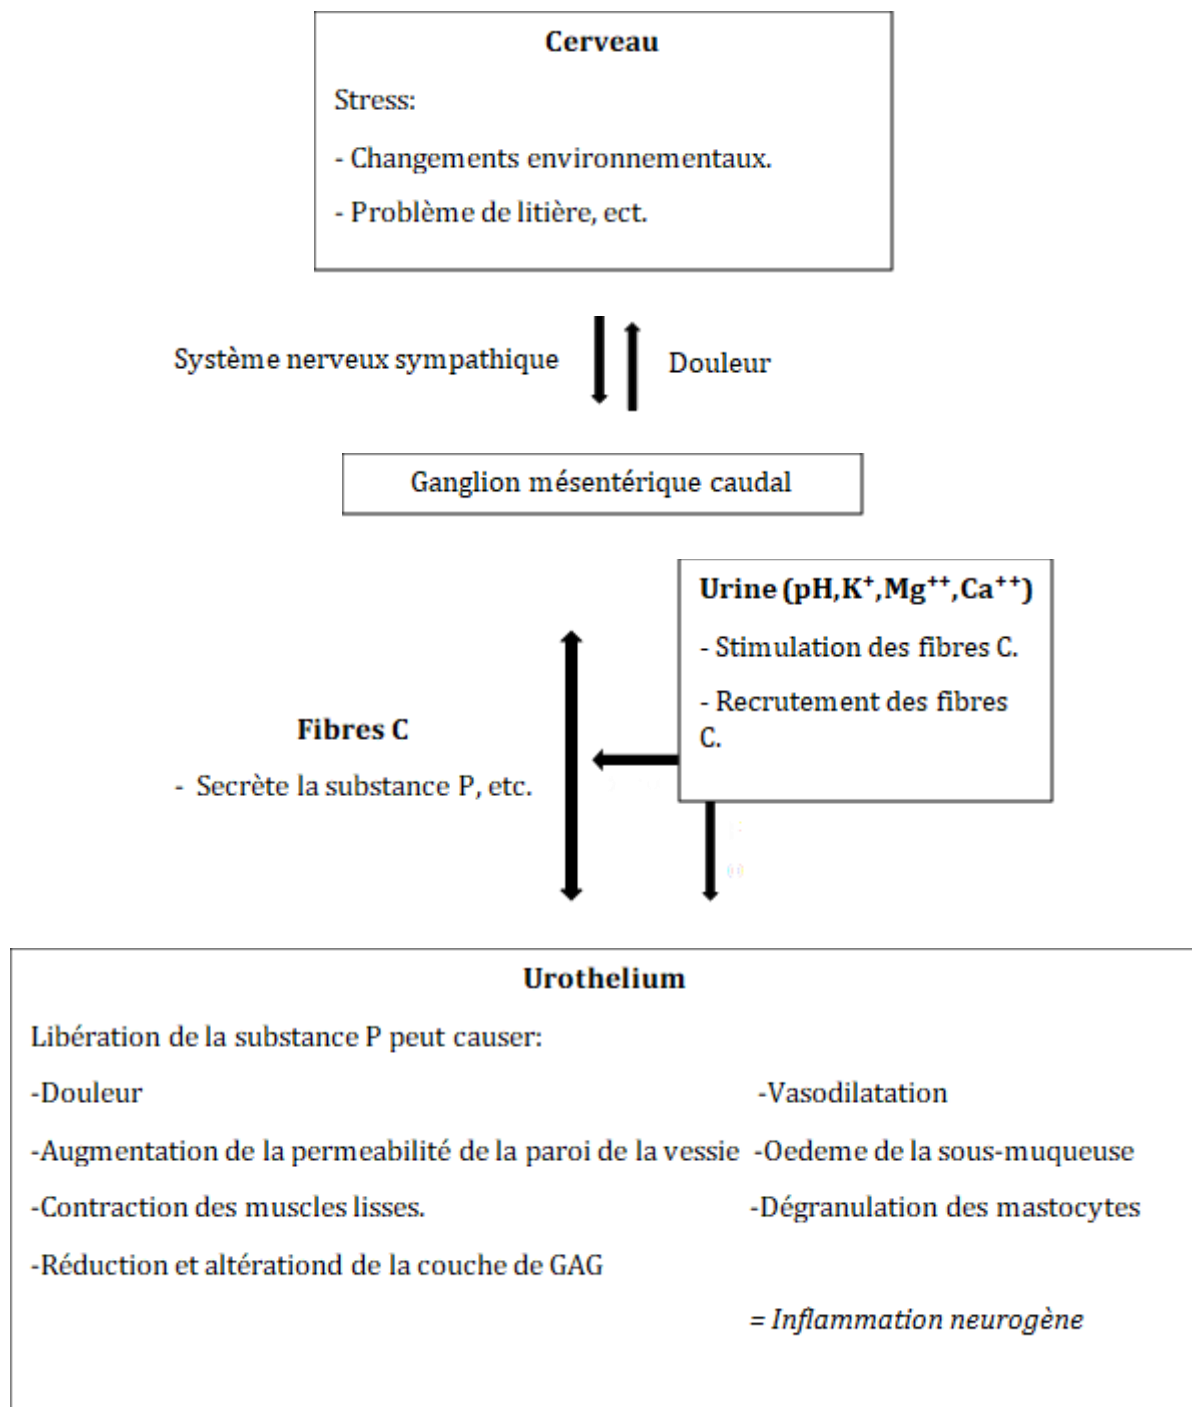 Cerveau
Stress:
- Changements environnementaux.
- Problème de litière, ect.
Système nerveux sympathique
Douleur
Ganglion mésentérique caudal
Urine (pH,K⁺,Mg⁺⁺,Ca⁺⁺)
- Stimulation des fibres C.
- Recrutement des fibres
C.
Fibres C
- Secrète la substance P, etc.
Urothelium
Libération de la substance P peut causer:
-Douleur
-Vasodilatation
-Augmentation de la permeabilité de la paroi de la vessie
-Oedeme de la sous-muqueuse
-Contraction des muscles lisses.
-Dégranulation des mastocytes
-Réduction et altérationd de la couche de GAG
= Inflammation neurogène